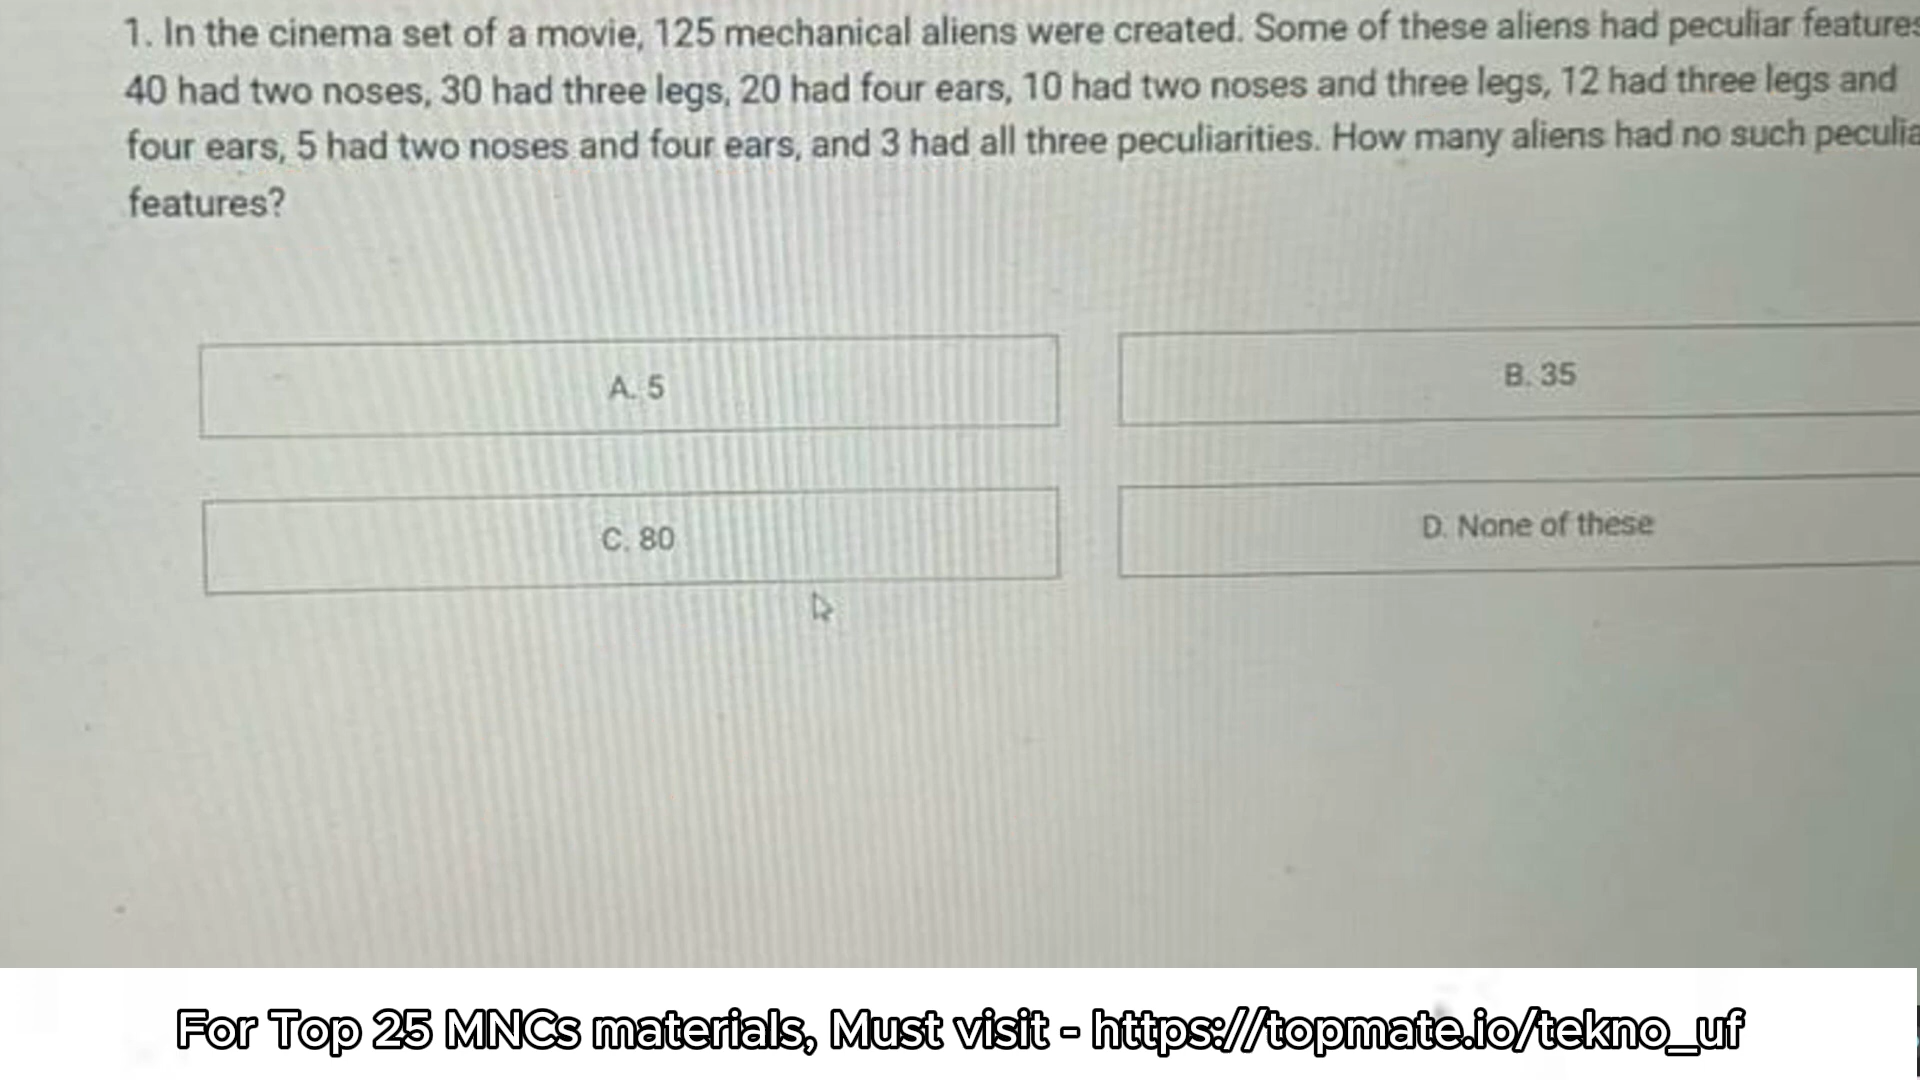 1. In the cinema set of a movie, 125 mechanical aliens were created. Some of these aliens had peculiar features
40 had two noses, 30 had three legs, 20 had four ears, 10 had two noses and three legs, 12 had three legs and
four ears, 5 had two noses and four ears, and 3 had all three peculiarities. How many aliens had no such peculia
features?
A. 5
B. 35
C. 80
D. None of these
For Top 25 MNCs materials, Must visit - https://topmate.io/tekno_uf